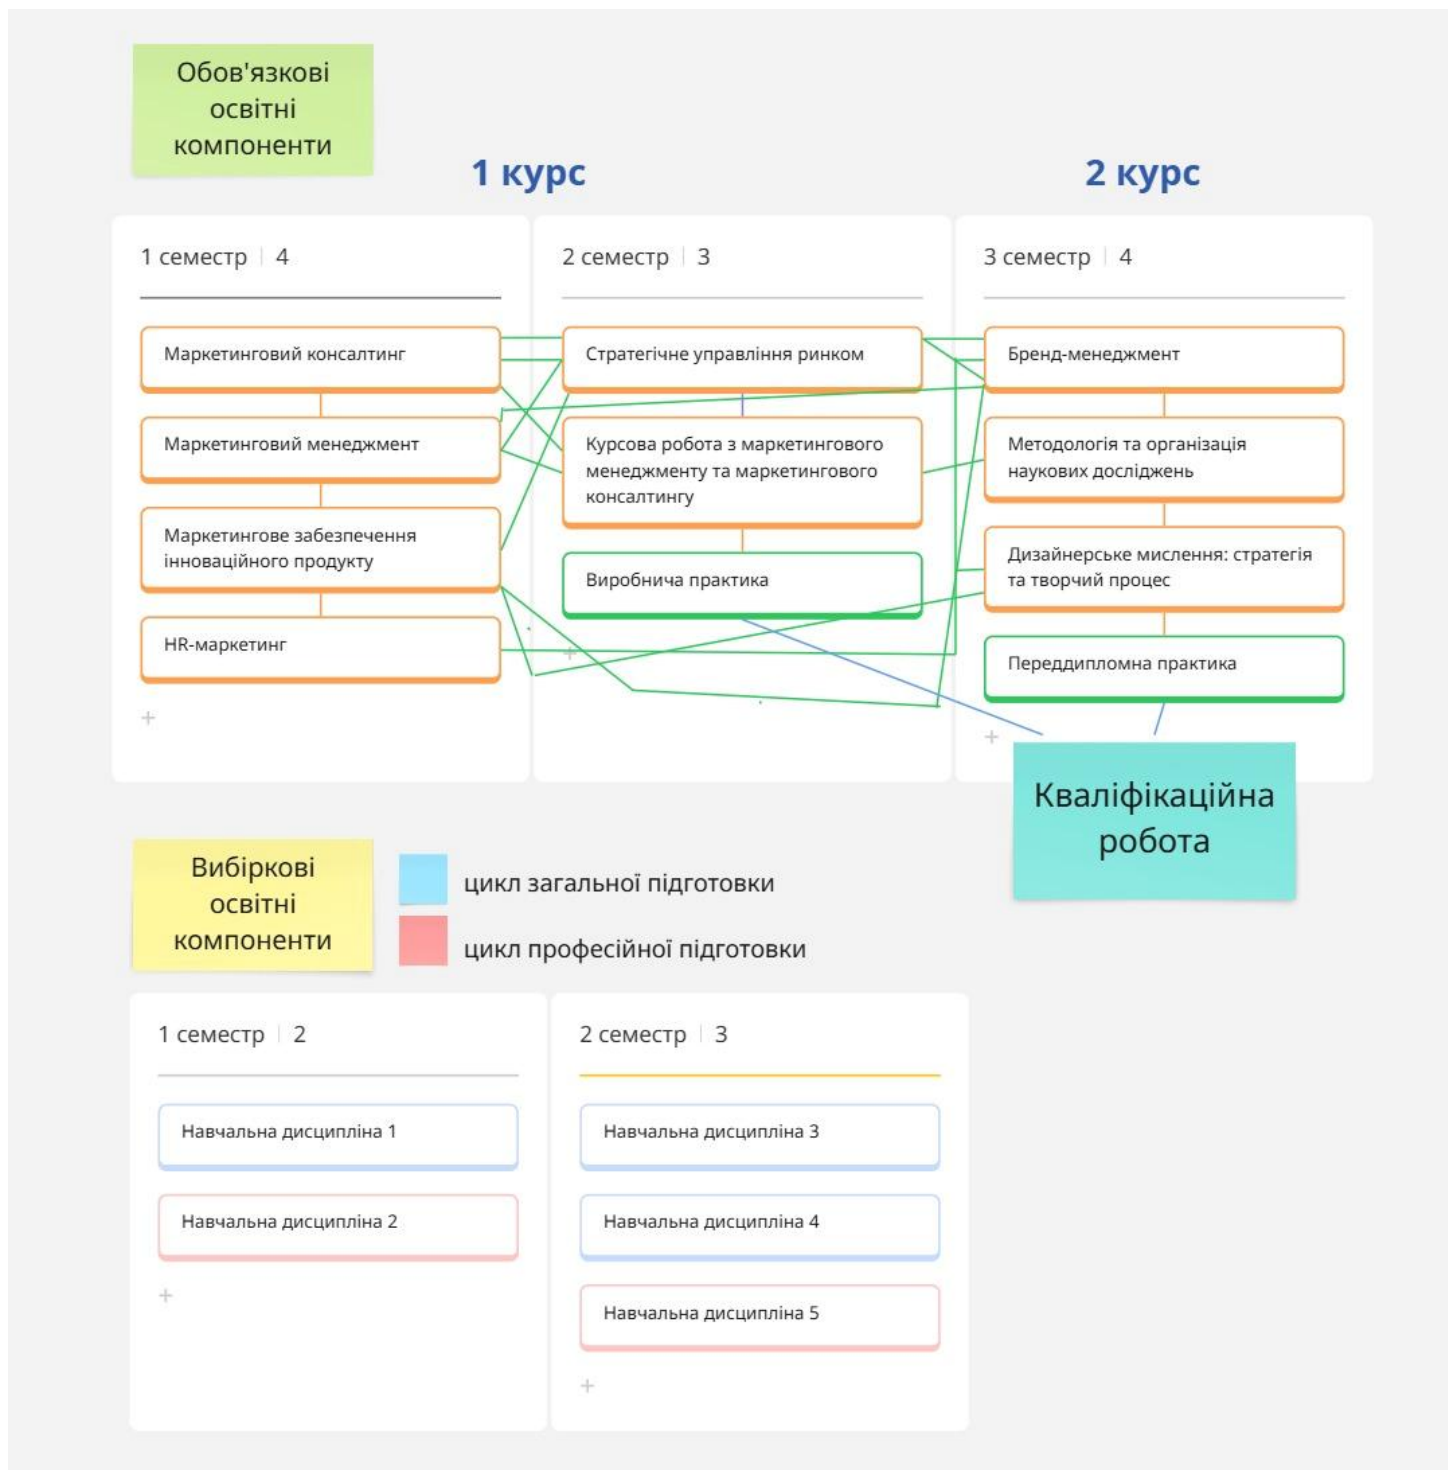 Обов'язкові
освітні
компоненти
1 курс
2 курс
1 семестр | 4
Маркетинговий консалтинг
Маркетинговий менеджмент
Маркетингове забезпечення
інноваційного продукту
HR-маркетинг
+
2 семестр | 3
Стратегічне управління ринком
Курсова робота з маркетингового
менеджменту та маркетингового
консалтингу
Виробнича практика
+
3 семестр | 4
Бренд-менеджмент
Методологія та організація
наукових досліджень
Дизайнерське мислення: стратегія
та творчий процес
Переддипломна практика
+
Кваліфікаційна
робота
Вибіркові
освітні
компоненти
цикл загальної підготовки
цикл професійної підготовки
1 семестр | 2
Навчальна дисципліна 1
Навчальна дисципліна 2
+
2 семестр | 3
Навчальна дисципліна 3
Навчальна дисципліна 4
Навчальна дисципліна 5
+